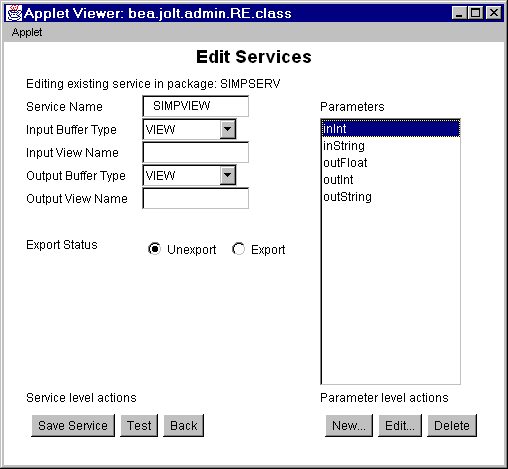 Applet Viewer: bea.jolt.admin.RE.class
Applet
Edit Services
Editing existing service in package: SIMPSERV
Service Name SIMPVIEW
Input Buffer Type VIEW
Input View Name
Output Buffer Type VIEW
Output View Name
Export Status Unexport Export
Parameters
inInt
inString
outFloat
outInt
outString
Service level actions
Save Service Test Back
Parameter level actions
New... Edit... Delete